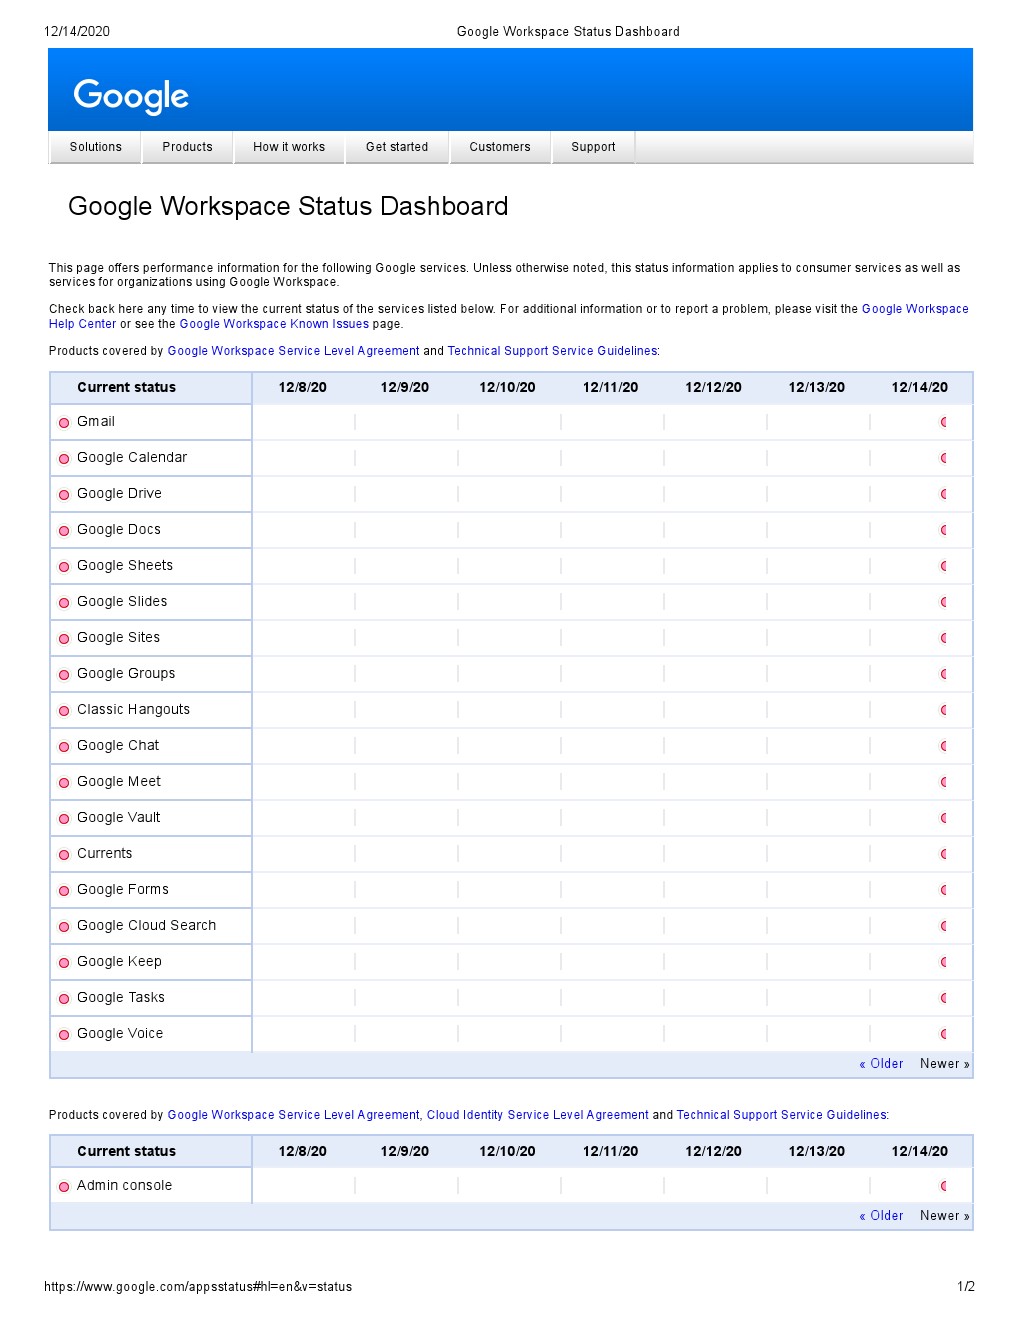 12/14/2020 Google Workspace Status Dashboard
Google
Solutions Products How it works Get started Customers Support
Google Workspace Status Dashboard
This page offers performance information for the following Google services. Unless otherwise noted, this status information applies to consumer services as well as
services for organizations using Google Workspace.
Check back here any time to view the current status of the services listed below. For additional information or to report a problem, please visit the Google Workspace
Help Center or see the Google Workspace Known Issues page.
Products covered by Google Workspace Service Level Agreement and Technical Support Service Guidelines:
Current status 12/8/20 12/9/20 12/10/20 12/11/20 12/12/20 12/13/20 12/14/20
Gmail
Google Calendar
Google Drive
Google Docs
Google Sheets
Google Slides
Google Sites
Google Groups
Classic Hangouts
Google Chat
Google Meet
Google Vault
Currents
Google Forms
Google Cloud Search
Google Keep
Google Tasks
Google Voice
« Older Newer »
Products covered by Google Workspace Service Level Agreement, Cloud Identity Service Level Agreement and Technical Support Service Guidelines:
Current status 12/8/20 12/9/20 12/10/20 12/11/20 12/12/20 12/13/20 12/14/20
Admin console
« Older Newer »
https://www.google.com/appsstatus#hl=en&v=status 1/2